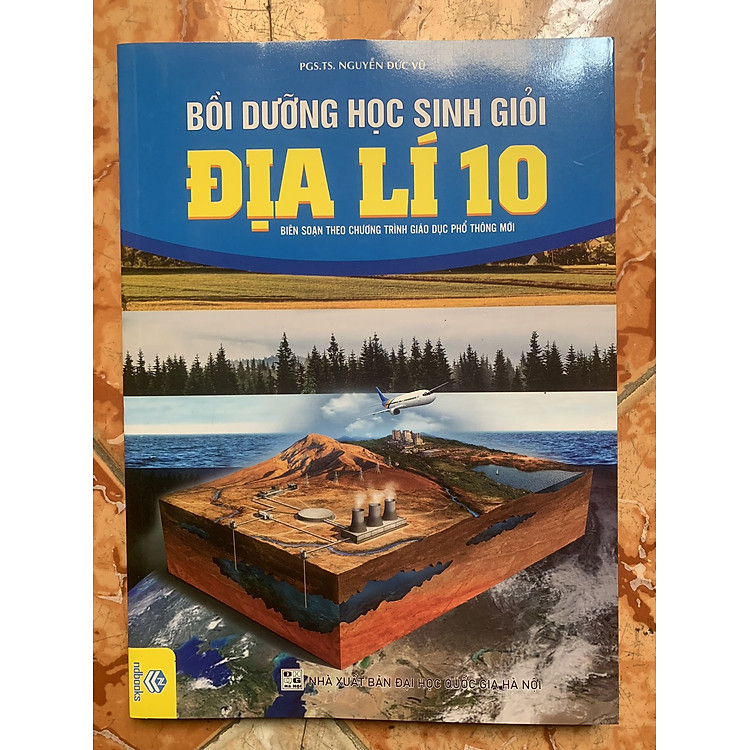 PGS.TS. NGUYỄN ĐỨC VŨ
BỒI DƯỠNG HỌC SINH GIỎI
ĐỊA LÍ 10
BIÊN SOẠN THEO CHƯƠNG TRÌNH GIÁO DỤC PHỔ THÔNG MỚI
ndbooks
NHÀ XUẤT BẢN ĐẠI HỌC QUỐC GIA HÀ NỘI